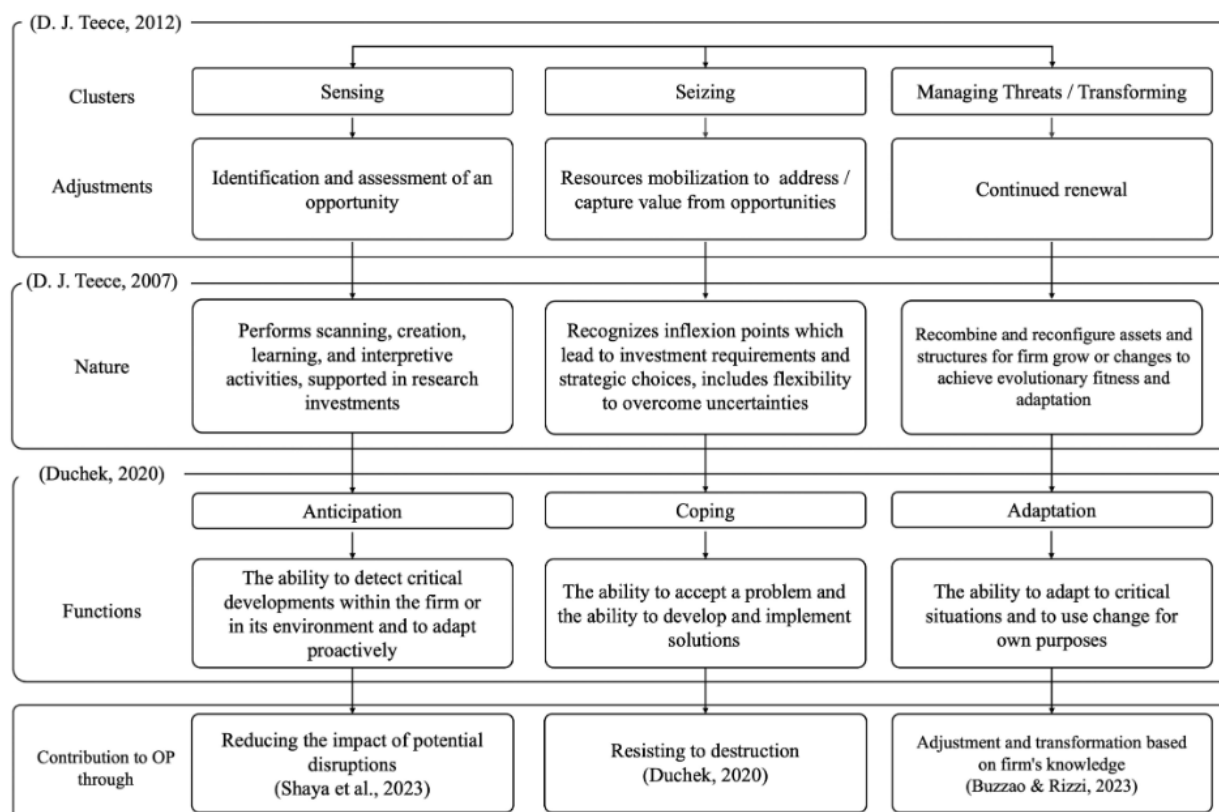 (D. J. Teece, 2012)
Clusters
Sensing
Seizing
Managing Threats / Transforming
Adjustments
Identification and assessment of an
opportunity
Resources mobilization to address /
capture value from opportunities
Continued renewal
(D. J. Teece, 2007)
Nature
Performs scanning, creation,
learning, and interpretive
activities, supported in research
investments
Recognizes inflexion points which
lead to investment requirements and
strategic choices, includes flexibility
to overcome uncertainties
Recombine and reconfigure assets and
structures for firm grow or changes to
achieve evolutionary fitness and
adaptation
(Duchek, 2020)
Anticipation
Coping
Adaptation
Functions
The ability to detect critical
developments within the firm or
in its environment and to adapt
proactively
The ability to accept a problem and
the ability to develop and implement
solutions
The ability to adapt to critical
situations and to use change for
own purposes
Contribution to OP
through
Reducing the impact of potential
disruptions
(Shaya et al., 2023)
Resisting to destruction
(Duchek, 2020)
Adjustment and transformation based
on firm's knowledge
(Buzzao & Rizzi, 2023)